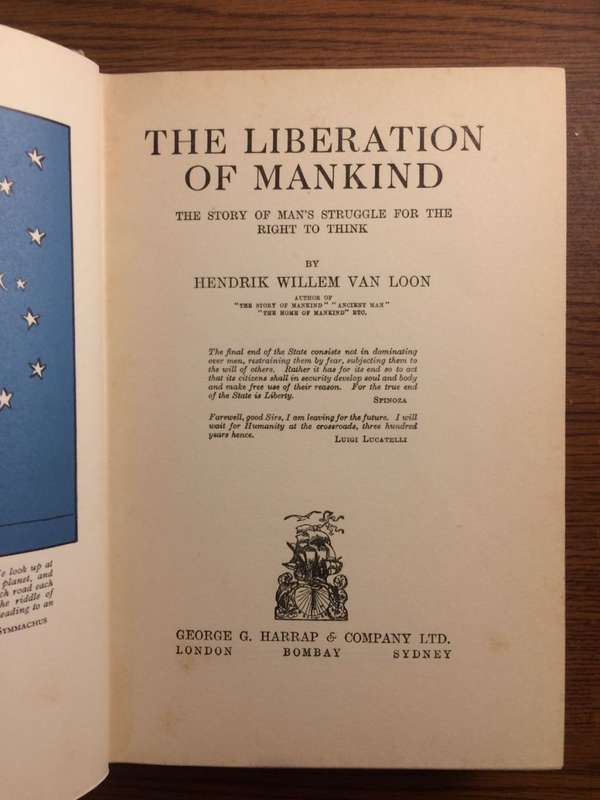 THE LIBERATION
OF MANKIND
THE STORY OF MAN'S STRUGGLE FOR THE
RIGHT TO THINK
BY
HENDRIK WILLEM VAN LOON
AUTHOR OF
"THE STORY OF MANKIND" "ANCIENT MAN"
"THE HOME OF MANKIND" ETC.
The final end of the State consists not in dominating
over men, restraining them by fear, subjecting them to
the will of others. Rather it has for its end so to act
that its citizens shall in security develop soul and body
and make free use of their reason. For the true end
of the State is Liberty.
SPINOZA
Farewell, good Sirs, I am leaving for the future. I will
wait for Humanity at the crossroads, three hundred
years hence.
LUIGI LUCATELLI
GEORGE G. HARRAP & COMPANY LTD.
LONDON BOMBAY SYDNEY
look up at
planet, and
road each
riddle of
leading to an
SYMMACHUS